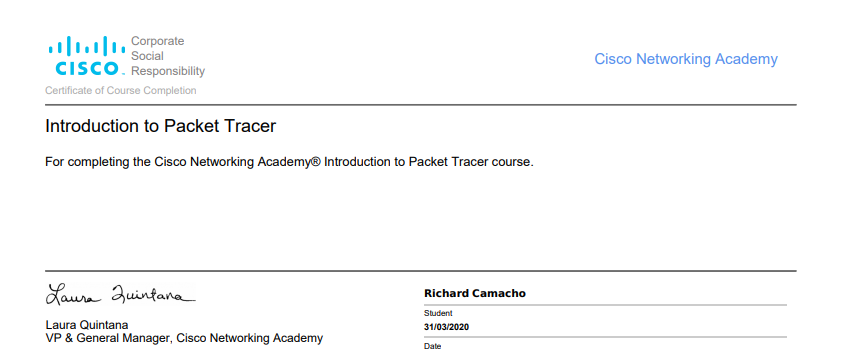 Corporate
Social
Responsibility
CISCO
Cisco Networking Academy
Certificate of Course Completion
Introduction to Packet Tracer
For completing the Cisco Networking Academy® Introduction to Packet Tracer course.
Laura Quintana
Laura Quintana
VP & General Manager, Cisco Networking Academy
Richard Camacho
Student
31/03/2020
Date